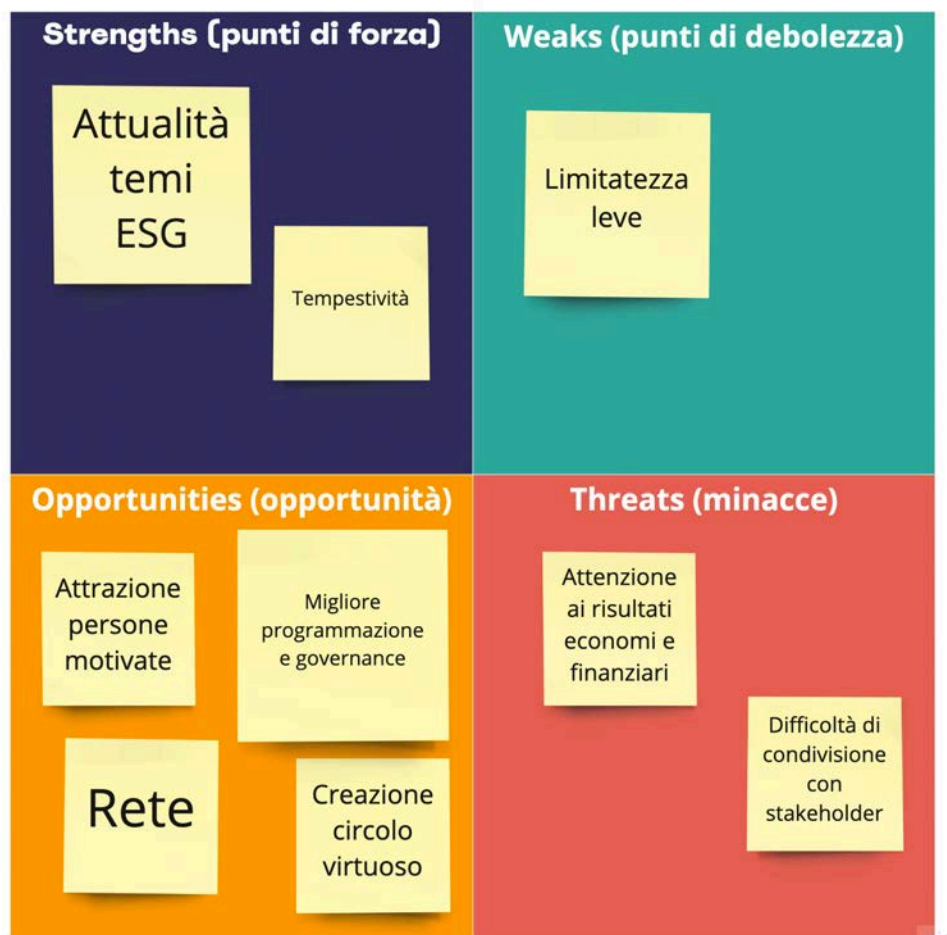 Strengths (punti di forza)
Attualità
temi
ESG
Tempestività
Weaks (punti di debolezza)
Limitatezza
leve
Opportunities (opportunità)
Attrazione
persone
motivate
Migliore
programmazione
e governance
Rete
Creazione
circolo
virtuoso
Threats (minacce)
Attenzione
ai risultati
economi e
finanziari
Difficoltà di
condivisione
con
stakeholder